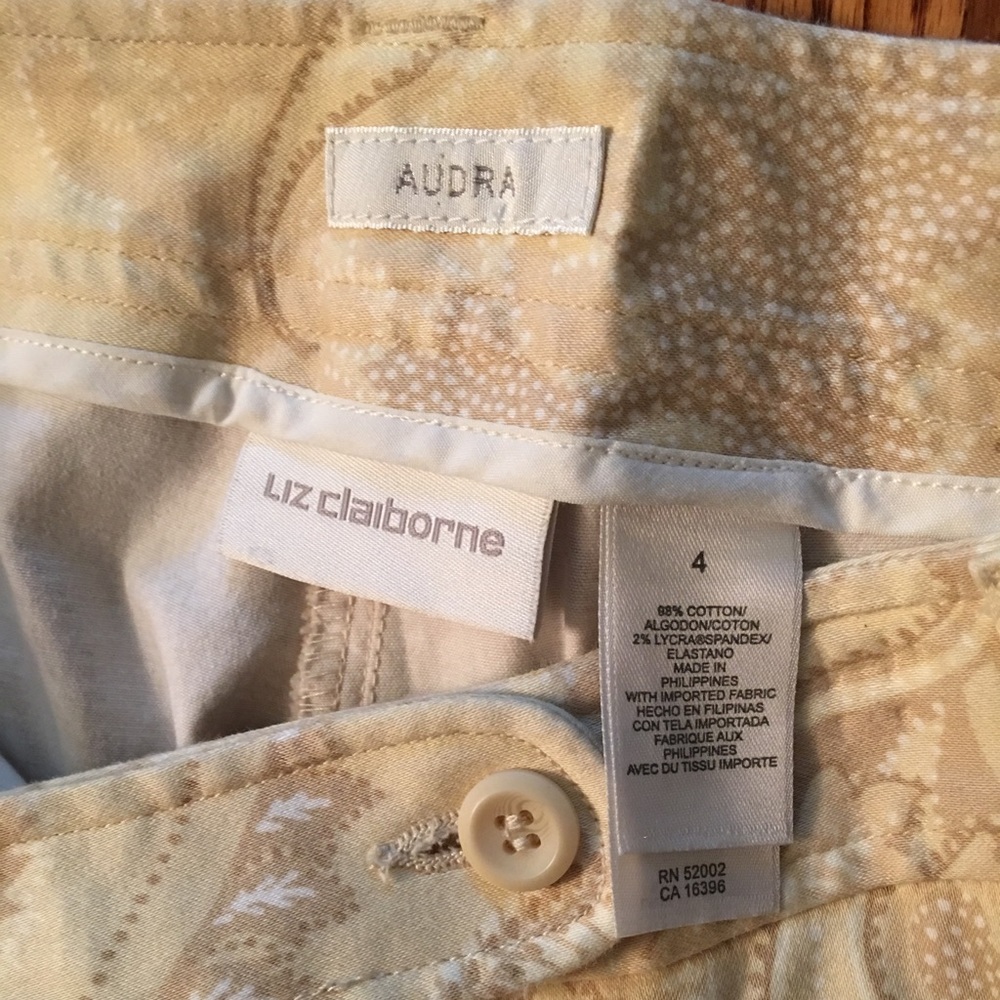 AUDRA
LIZ claiborne
4
98% COTTON/
ALGODON/COTON
2% LYCRA®SPANDEX/
ELASTANO
MADE IN
PHILIPPINES
WITH IMPORTED FABRIC
HECHO EN FILIPINAS
CON TELA IMPORTADA
FABRIQUE AUX
PHILIPPINES
AVEC DU TISSU IMPORTE
RN 52002
CA 16396